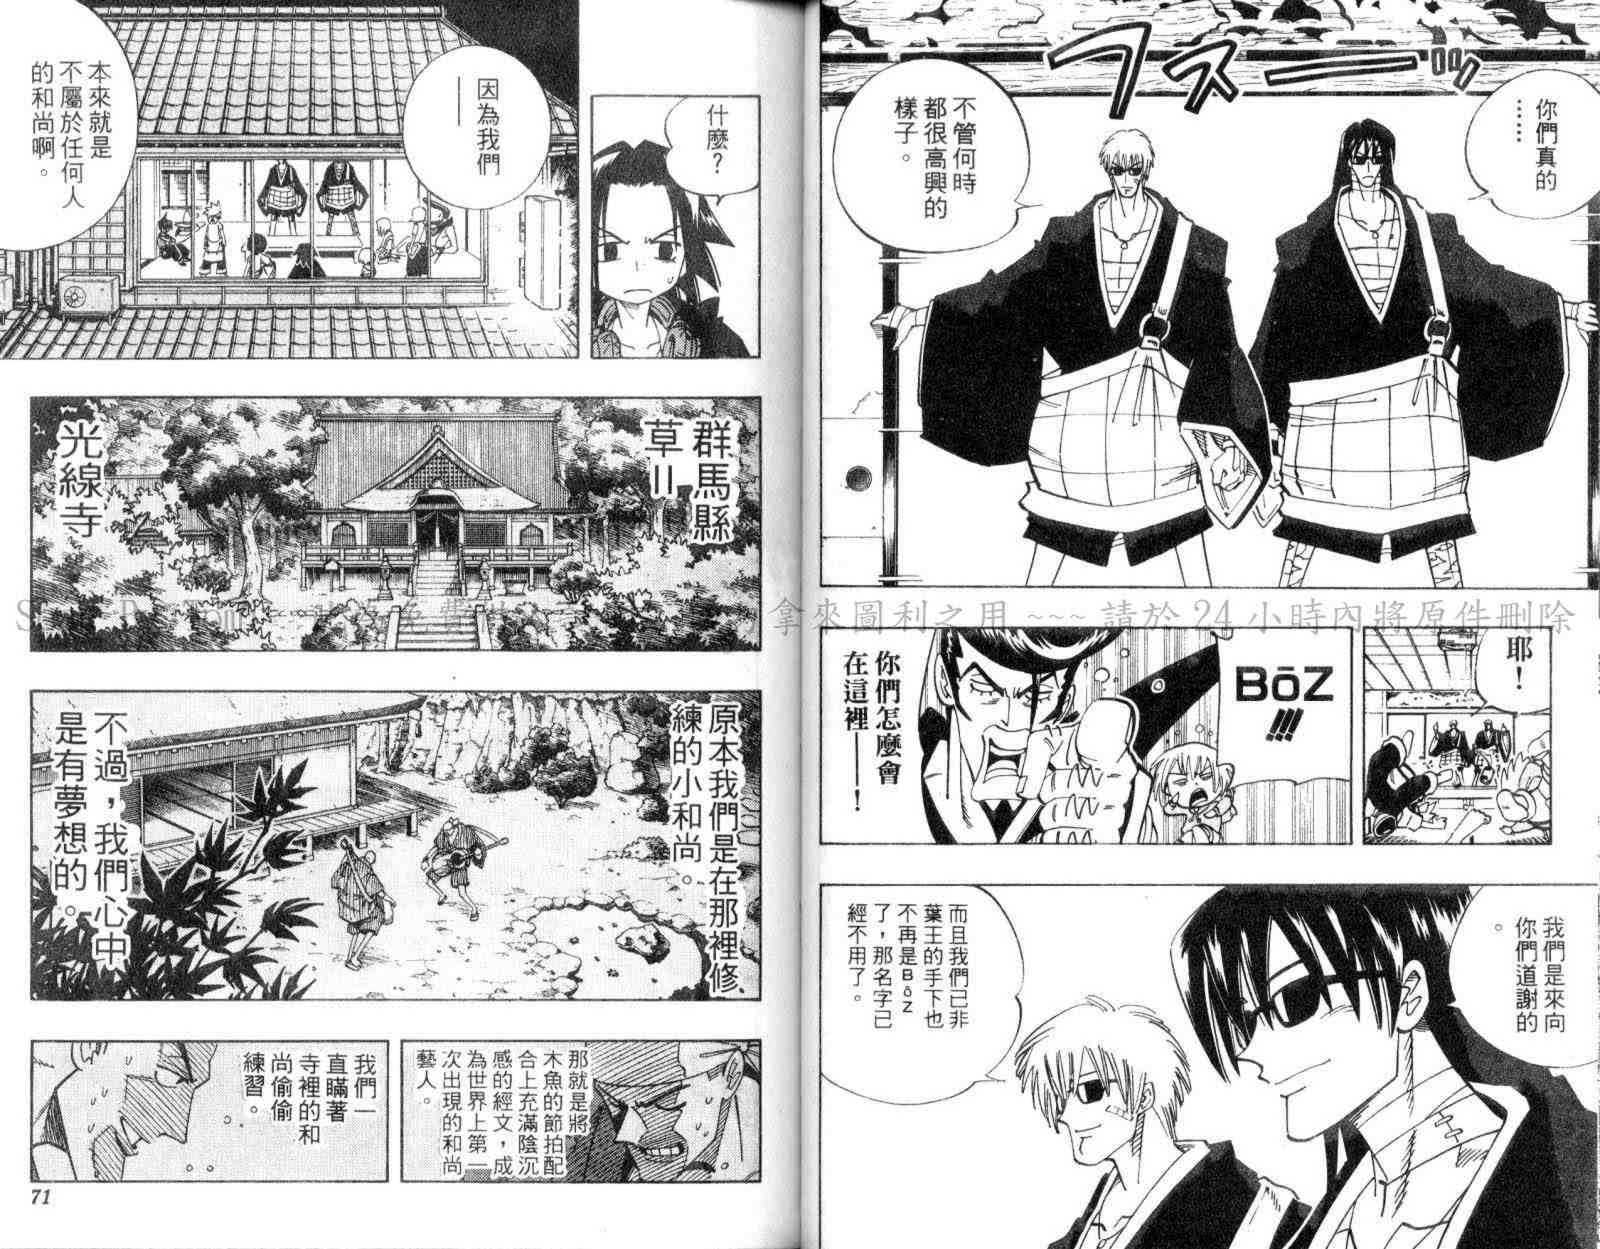 フスーーッ
你們真的
……
不管何時
都很高興的
樣子。
耶！
BōZ
!!!
你們怎麼會
在這裡——！
我們是來向
你們道謝的
。
而且我們已非
葉王的手下也
不再是BōZ
了，那名字已
經不用了。
什麼？
因為我們
——
本來就是
不屬於任何人
的和尚啊。
群馬縣
草II
光線寺
原本我們是在那裡修
練的小和尚。
不過，我們心中
是有夢想的。
那就是將
木魚的節拍配
合上充滿陰沉
感的經文，成
為世界上第一
次出現的和尚
藝人。
我們一
直瞞著
寺裡的和
尚偷偷
練習。
71
拿來圖利之用 ~~~ 請於 24 小時內將原件刪除